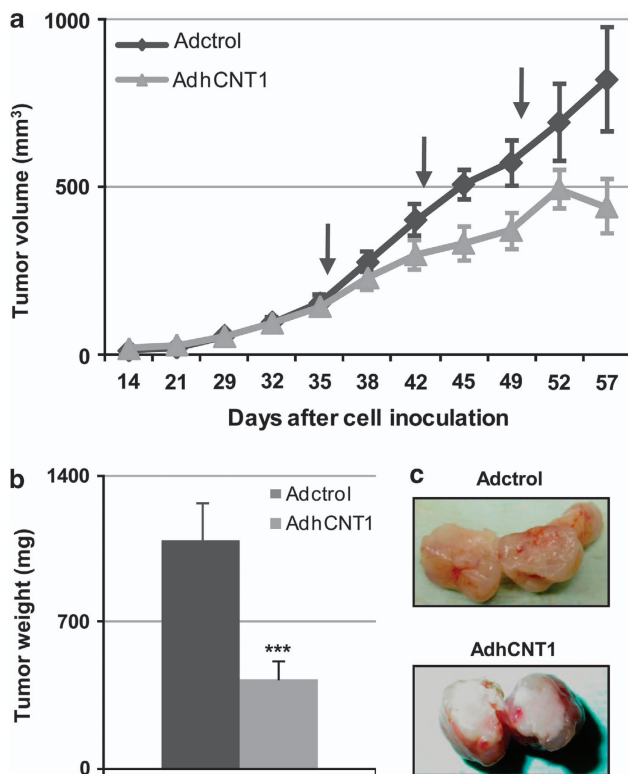 a
1000
500
0
Tumor volume (mm³)
Adctrol
AdhCNT1
14 21 29 32 35 38 42 45 49 52 57
Days after cell inoculation
b
1400
700
0
Tumor weight (mg)
Adctrol
AdhCNT1
***
c
Adctrol
AdhCNT1